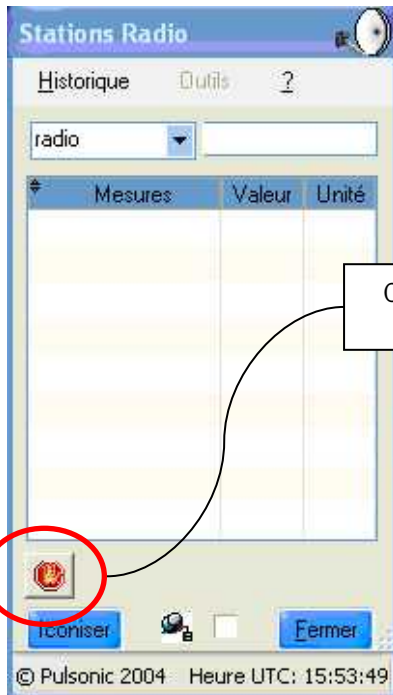 Stations Radio
Historique Outils ?
radio
Mesures Valeur Unité
Iconiser Fermer
© Pulsonic 2004 Heure UTC: 15:53:49